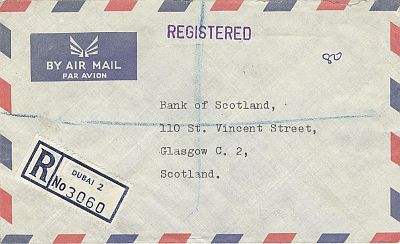 REGISTERED
BY AIR MAIL
PAR AVION
Bank of Scotland,
110 St. Vincent Street,
Glasgow C. 2,
Scotland.
R
DUBAI 2
No 3060